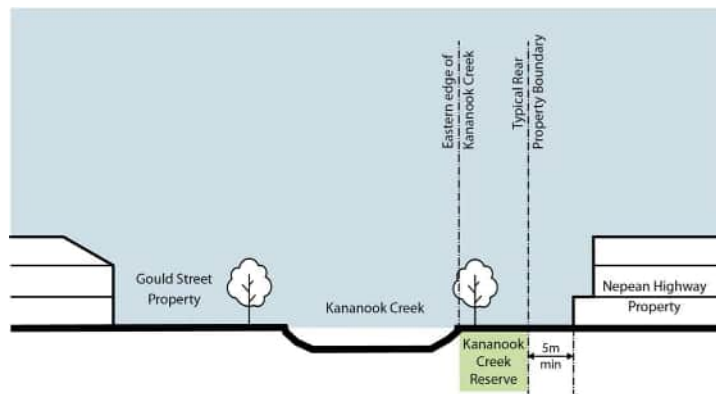 Eastern edge of
Kananook Creek
Typical Rear
Property Boundary
Gould Street
Property
Kananook Creek
Nepean Highway
Property
Kananook
Creek
Reserve
5m
min